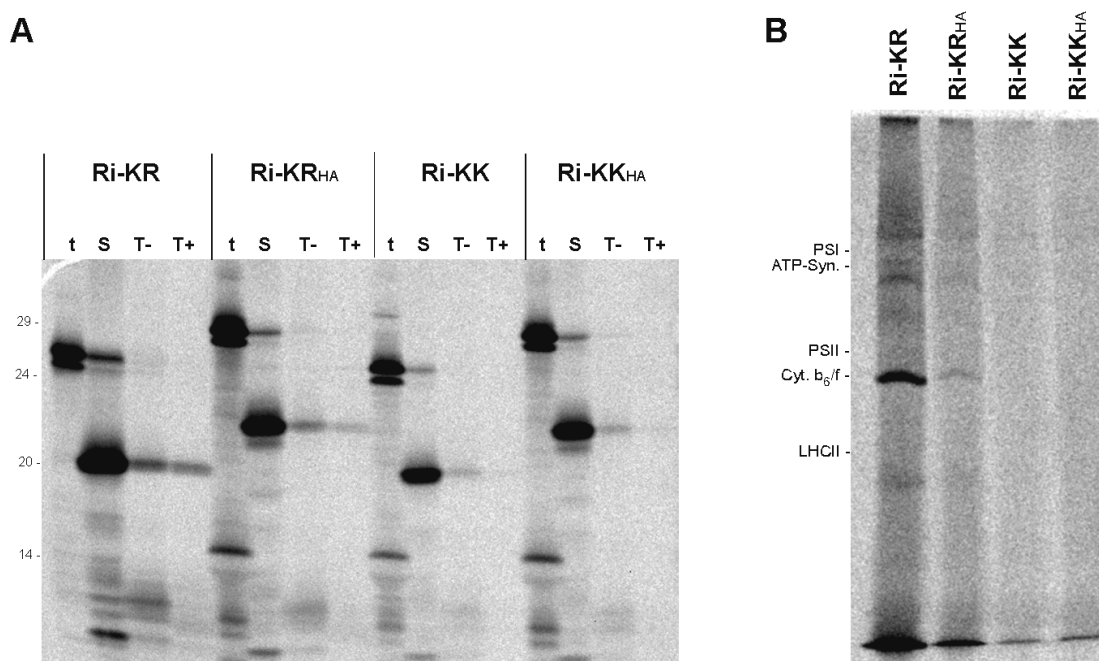 A
Ri-KR Ri-KRHA Ri-KK Ri-KKHA
t S T- T+ t S T- T+ t S T- T+ t S T- T+
29 -
24 -
20 -
14 -
B
Ri-KR
Ri-KRHA
Ri-KK
Ri-KKHA
PSI -
ATP-Syn. -
PSII -
Cyt. b6/f -
LHCII -